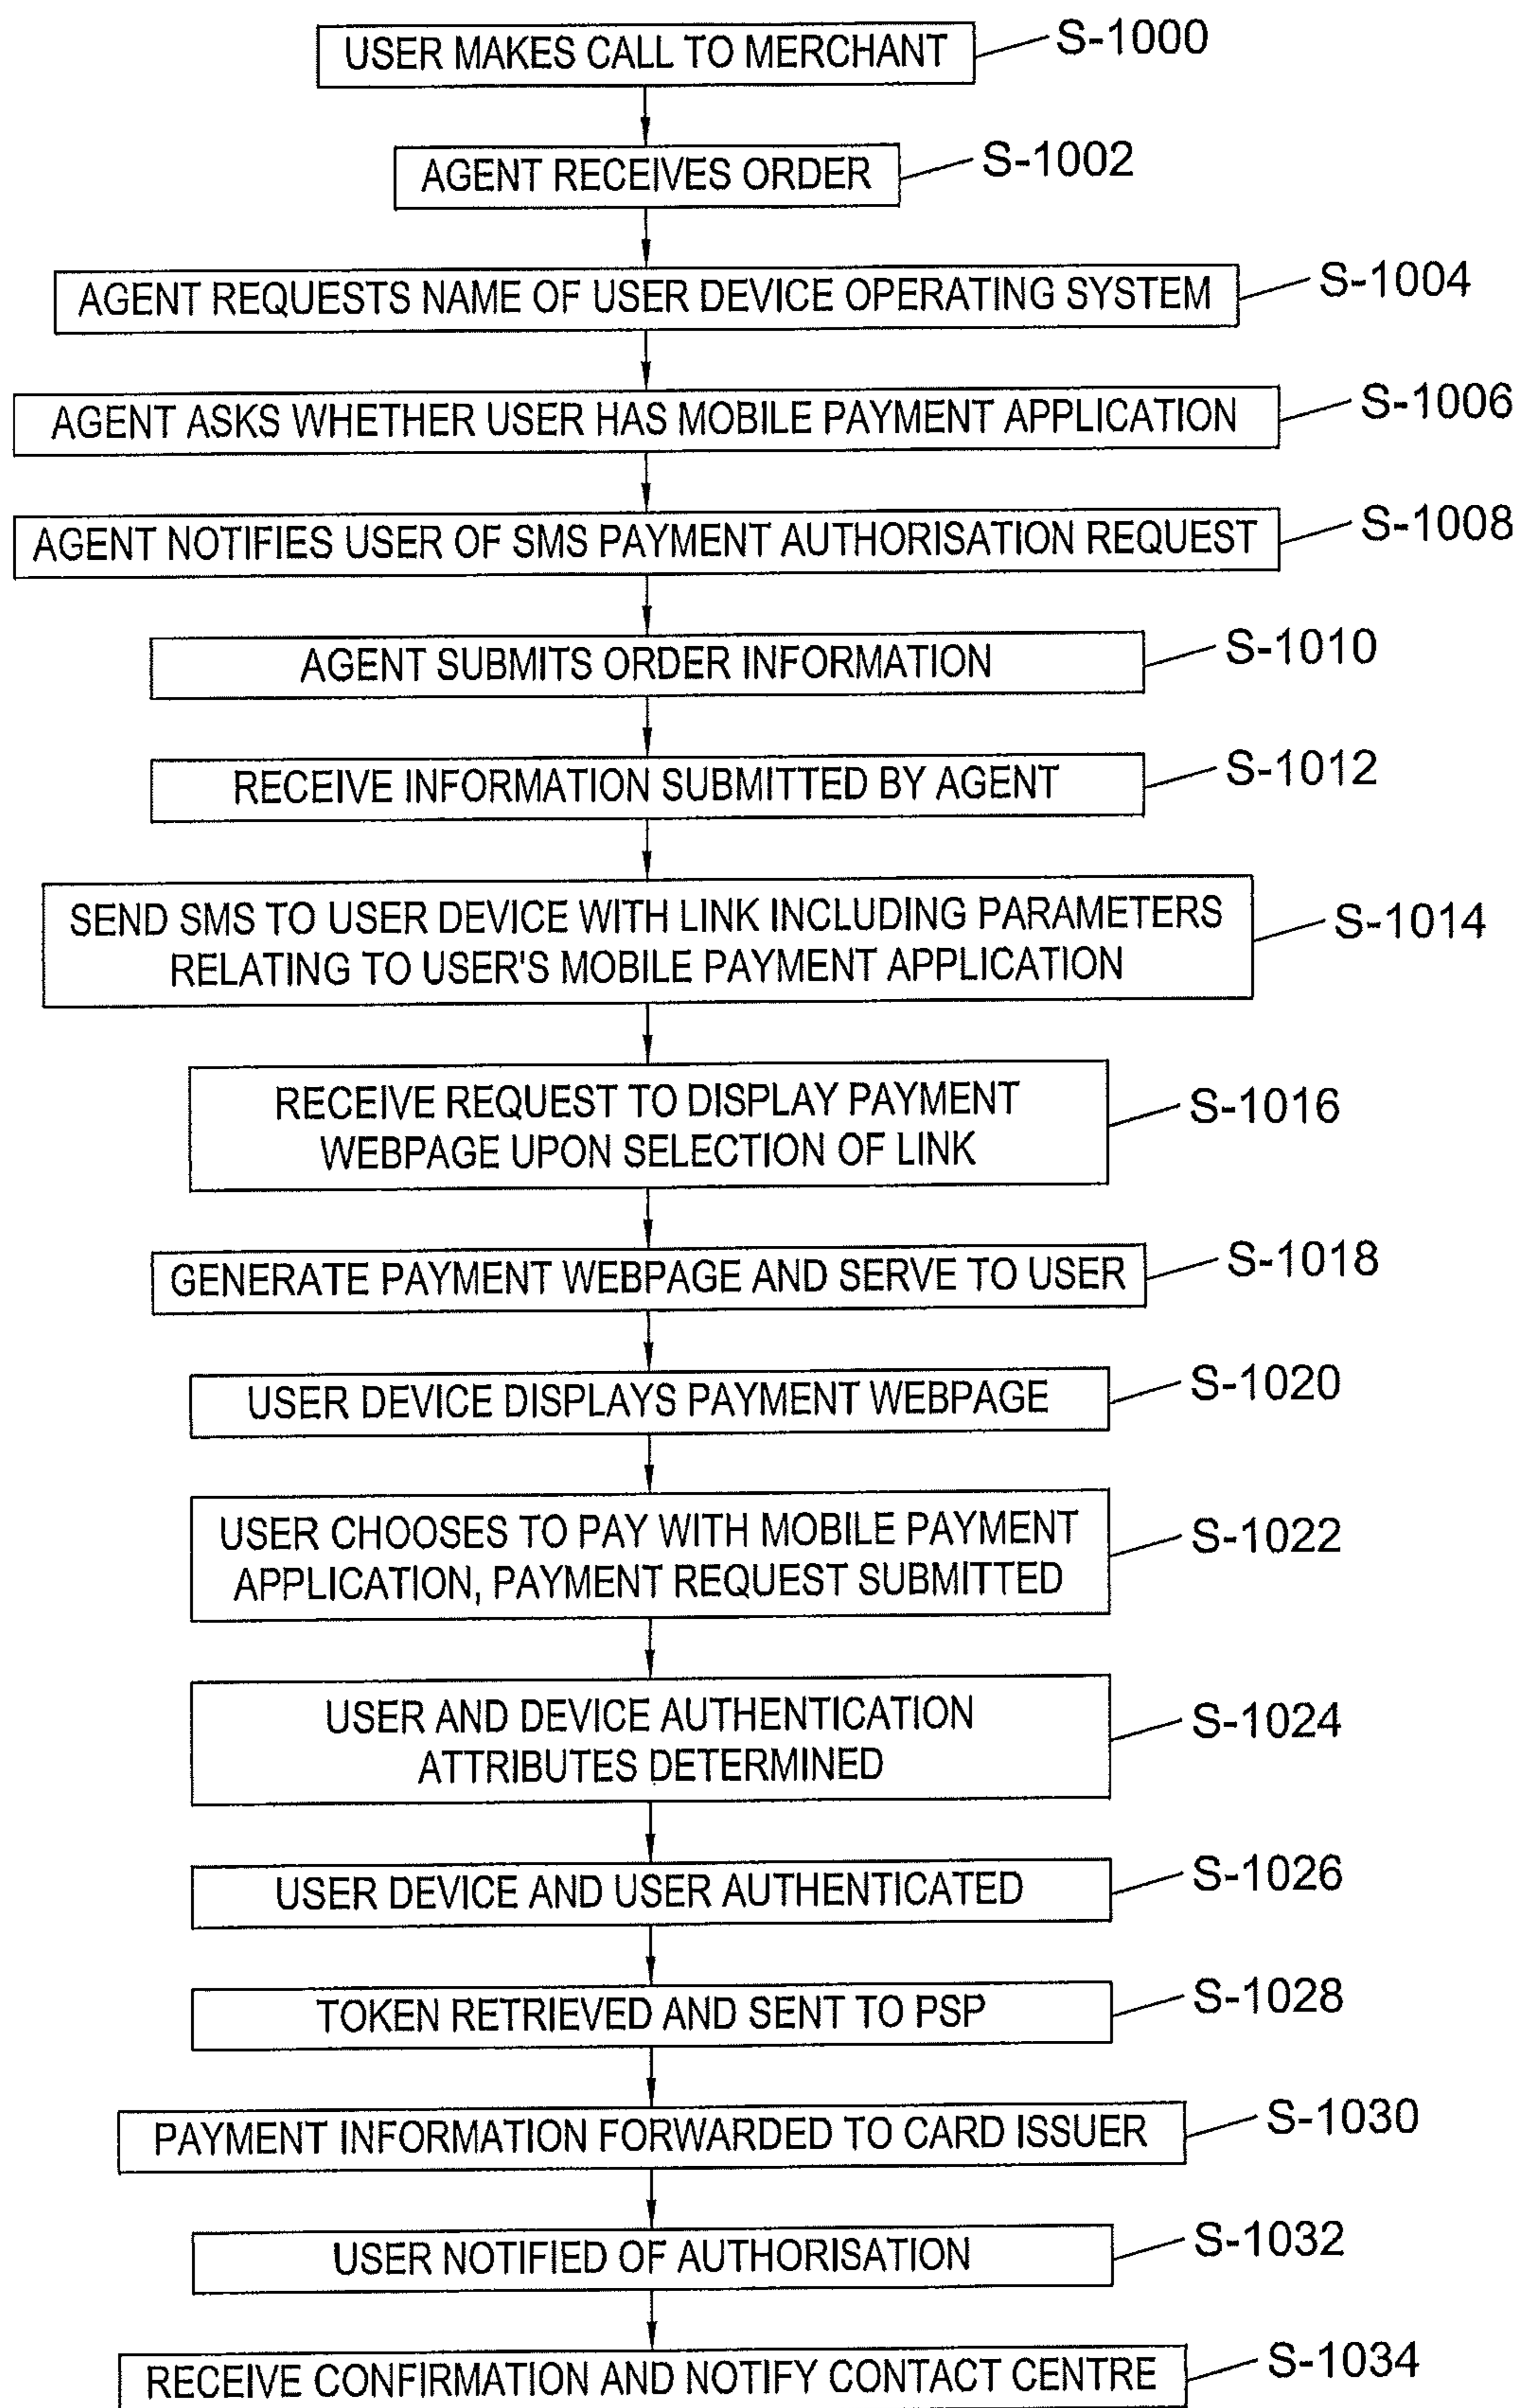 USER MAKES CALL TO MERCHANT
S-1000
AGENT RECEIVES ORDER
S-1002
AGENT REQUESTS NAME OF USER DEVICE OPERATING SYSTEM
S-1004
AGENT ASKS WHETHER USER HAS MOBILE PAYMENT APPLICATION
S-1006
AGENT NOTIFIES USER OF SMS PAYMENT AUTHORISATION REQUEST
S-1008
AGENT SUBMITS ORDER INFORMATION
S-1010
RECEIVE INFORMATION SUBMITTED BY AGENT
S-1012
SEND SMS TO USER DEVICE WITH LINK INCLUDING PARAMETERS
RELATING TO USER'S MOBILE PAYMENT APPLICATION
S-1014
RECEIVE REQUEST TO DISPLAY PAYMENT
WEBPAGE UPON SELECTION OF LINK
S-1016
GENERATE PAYMENT WEBPAGE AND SERVE TO USER
S-1018
USER DEVICE DISPLAYS PAYMENT WEBPAGE
S-1020
USER CHOOSES TO PAY WITH MOBILE PAYMENT
APPLICATION, PAYMENT REQUEST SUBMITTED
S-1022
USER AND DEVICE AUTHENTICATION
ATTRIBUTES DETERMINED
S-1024
USER DEVICE AND USER AUTHENTICATED
S-1026
TOKEN RETRIEVED AND SENT TO PSP
S-1028
PAYMENT INFORMATION FORWARDED TO CARD ISSUER
S-1030
USER NOTIFIED OF AUTHORISATION
S-1032
RECEIVE CONFIRMATION AND NOTIFY CONTACT CENTRE
S-1034